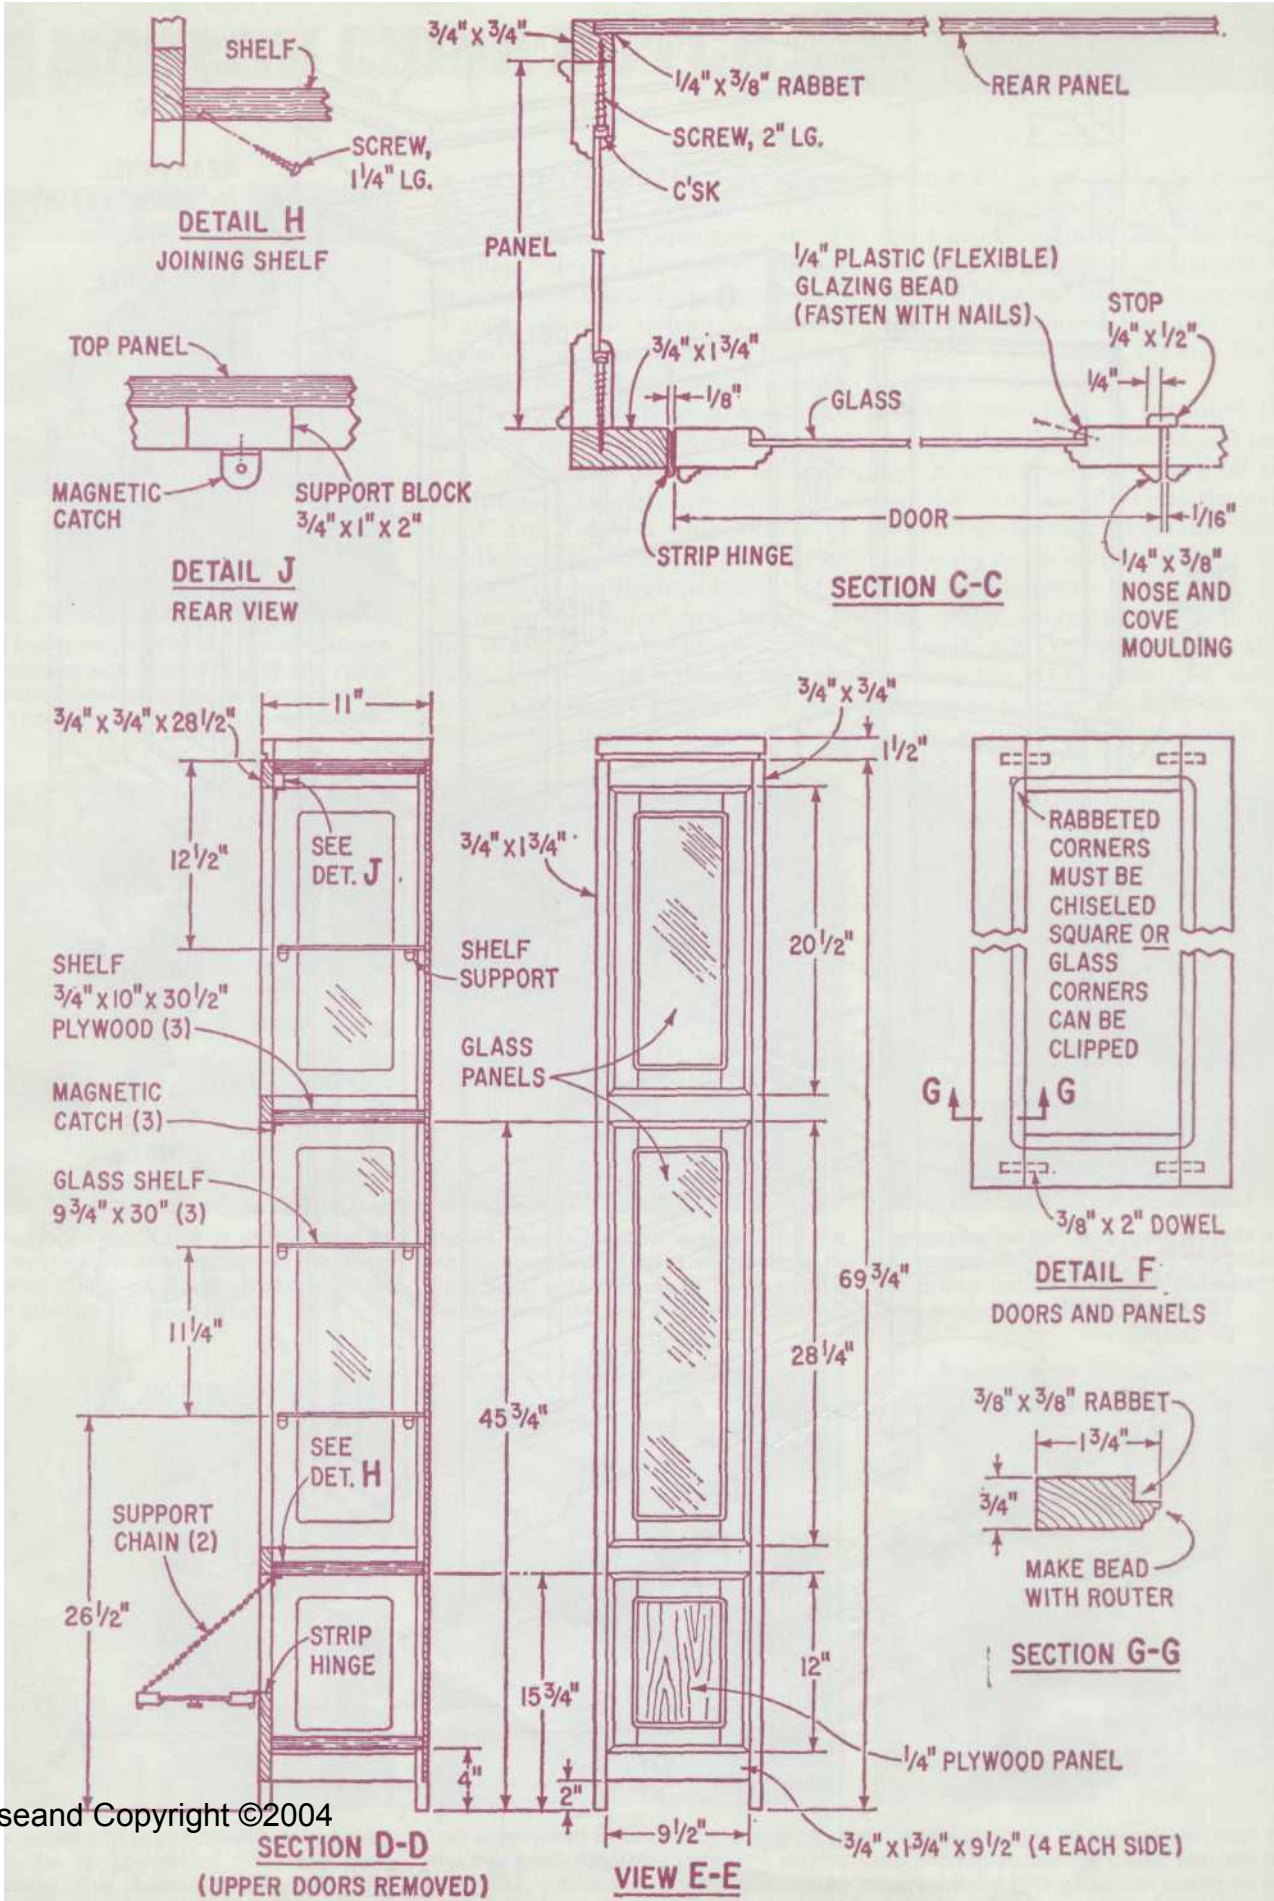 SHELF
SCREW,
1 1/4" LG.
DETAIL H
JOINING SHELF
3/4" x 3/4"
1/4" x 3/8" RABBET
REAR PANEL
SCREW, 2" LG.
C'SK
PANEL
1/4" PLASTIC (FLEXIBLE)
GLAZING BEAD
(FASTEN WITH NAILS)
STOP
1/4" x 1/2"
1/4"
3/4" x 1 3/4"
1/8"
GLASS
TOP PANEL
MAGNETIC
CATCH
SUPPORT BLOCK
3/4" x 1" x 2"
DETAIL J
REAR VIEW
DOOR
1/16"
STRIP HINGE
1/4" x 3/8"
NOSE AND
COVE
MOULDING
SECTION C-C
11"
3/4" x 3/4" x 28 1/2"
12 1/2"
SEE
DET. J
SHELF
SUPPORT
SHELF
3/4" x 10" x 30 1/2"
PLYWOOD (3)
MAGNETIC
CATCH (3)
GLASS SHELF
9 3/4" x 30" (3)
11 1/4"
SEE
DET. H
SUPPORT
CHAIN (2)
26 1/2"
STRIP
HINGE
45 3/4"
15 3/4"
4"
SECTION D-D
(UPPER DOORS REMOVED)
3/4" x 3/4"
1 1/2"
3/4" x 1 3/4"
20 1/2"
GLASS
PANELS
69 3/4"
28 1/4"
12"
1/4" PLYWOOD PANEL
2"
9 1/2"
3/4" x 1 3/4" x 9 1/2" (4 EACH SIDE)
VIEW E-E
RABBETED
CORNERS
MUST BE
CHISELED
SQUARE OR
GLASS
CORNERS
CAN BE
CLIPPED
G G
3/8" x 2" DOWEL
DETAIL F
DOORS AND PANELS
3/8" x 3/8" RABBET
1 3/4"
3/4"
MAKE BEAD
WITH ROUTER
SECTION G-G
seand Copyright ©2004